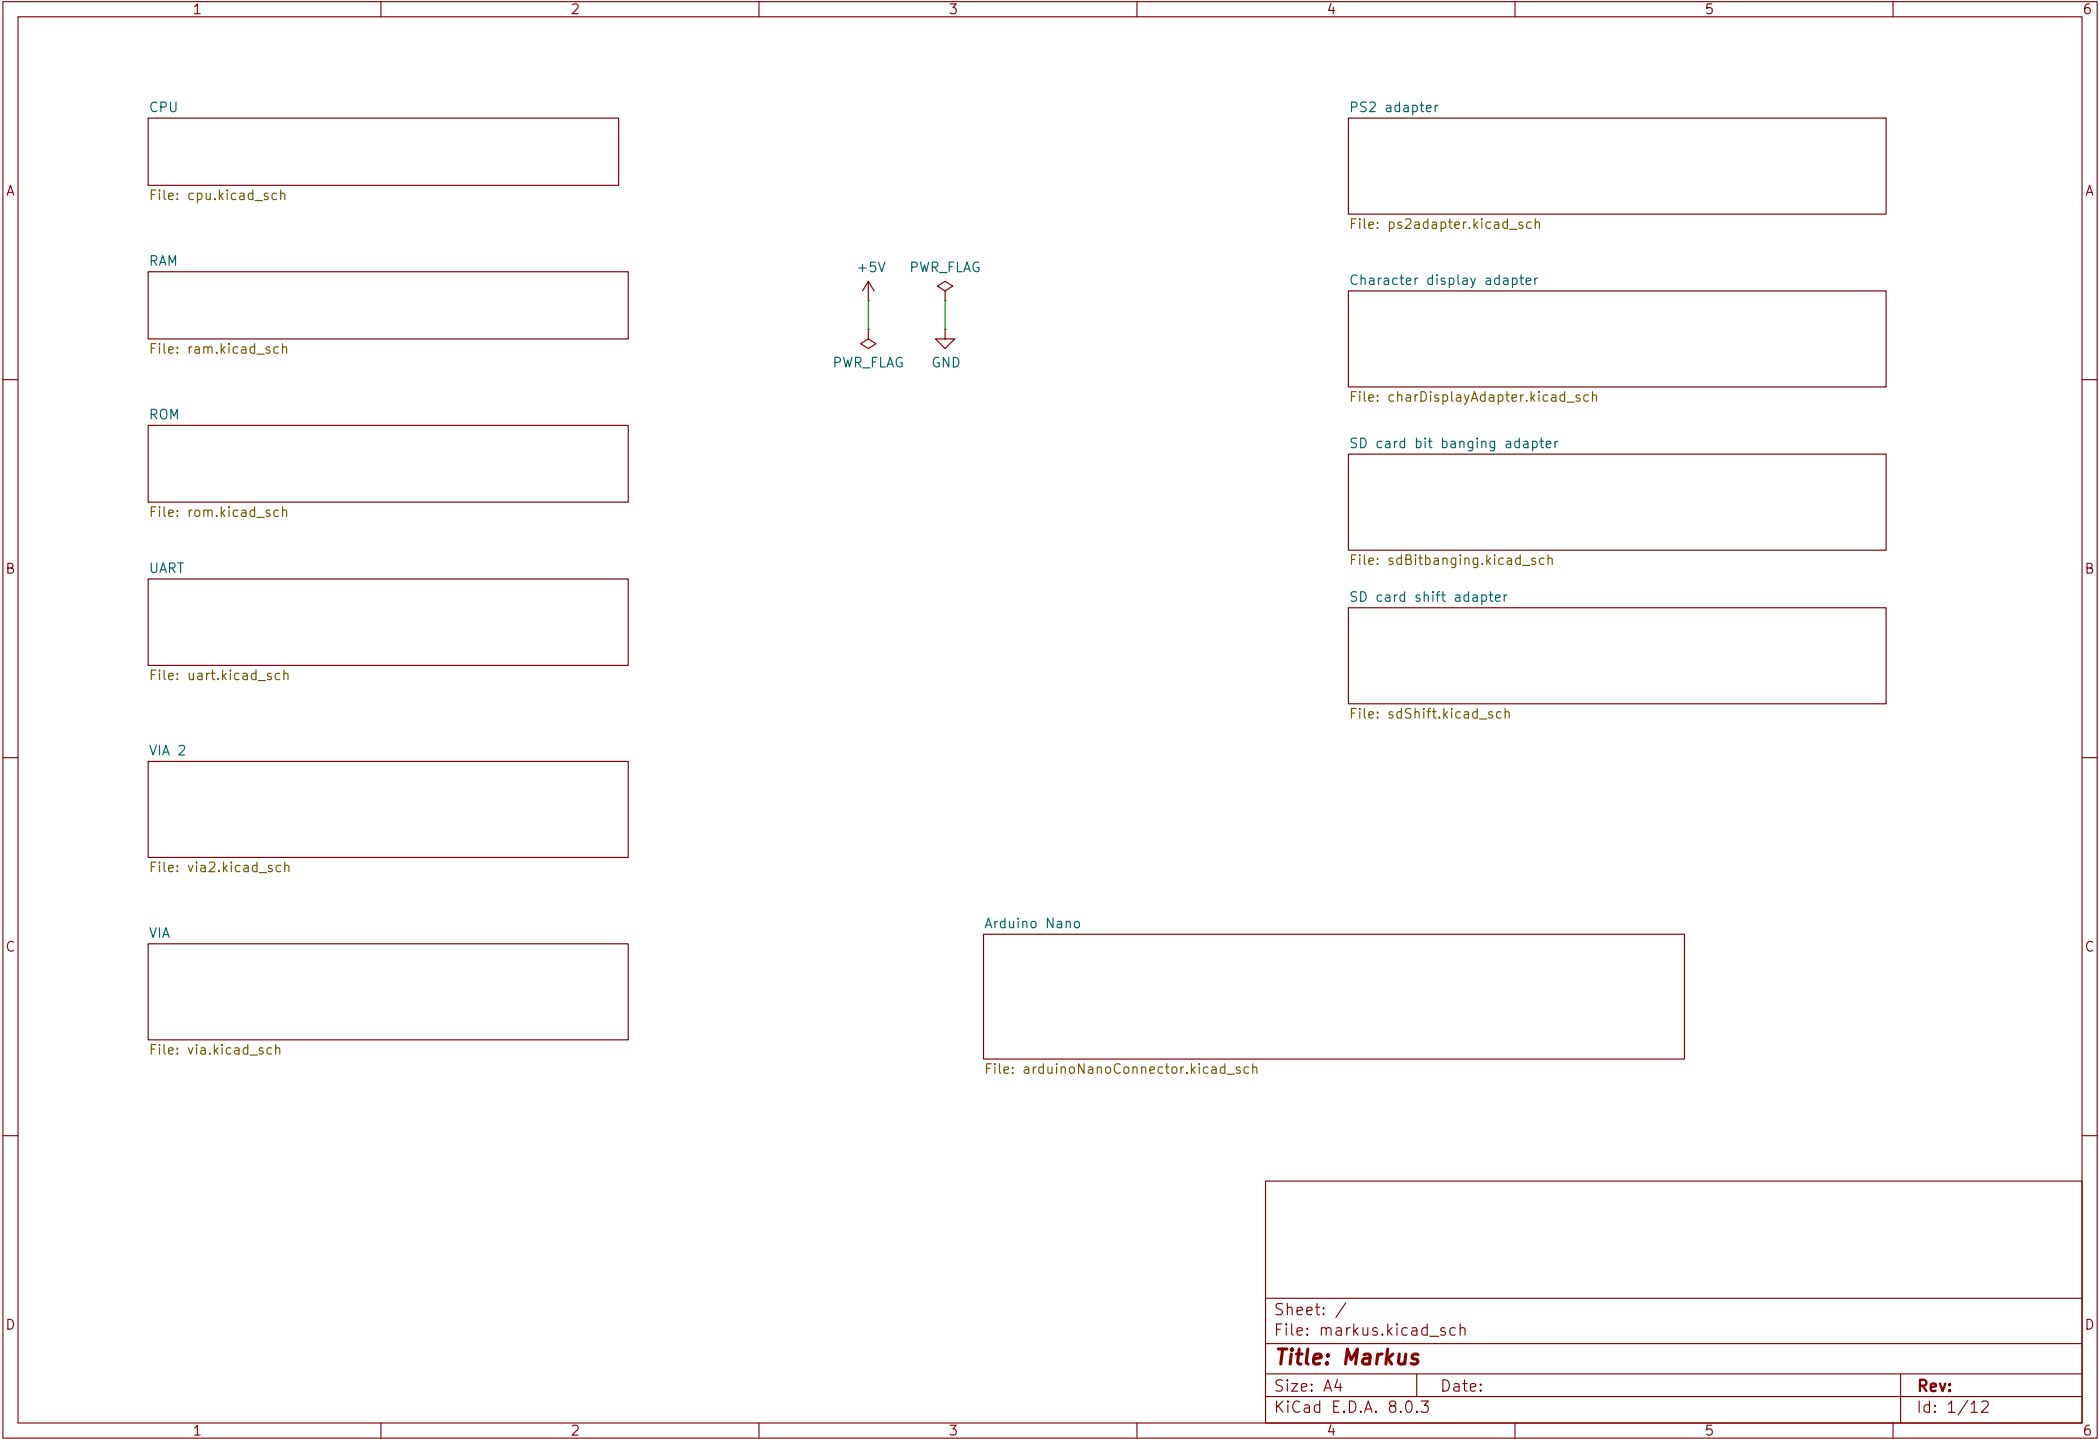 1 2 3 4 5 6
CPU
File: cpu.kicad_sch
RAM
File: ram.kicad_sch
ROM
File: rom.kicad_sch
UART
File: uart.kicad_sch
VIA 2
File: via2.kicad_sch
VIA
File: via.kicad_sch
+5V
PWR_FLAG
PWR_FLAG
GND
PS2 adapter
File: ps2adapter.kicad_sch
Character display adapter
File: charDisplayAdapter.kicad_sch
SD card bit banging adapter
File: sdBitbanging.kicad_sch
SD card shift adapter
File: sdShift.kicad_sch
Arduino Nano
File: arduinoNanoConnector.kicad_sch
A
A
B
B
C
C
D
D
Sheet: /
File: markus.kicad_sch
Title: Markus
Size: A4
Date:
Rev:
KiCad E.D.A. 8.0.3
Id: 1/12
1 2 3 4 5 6